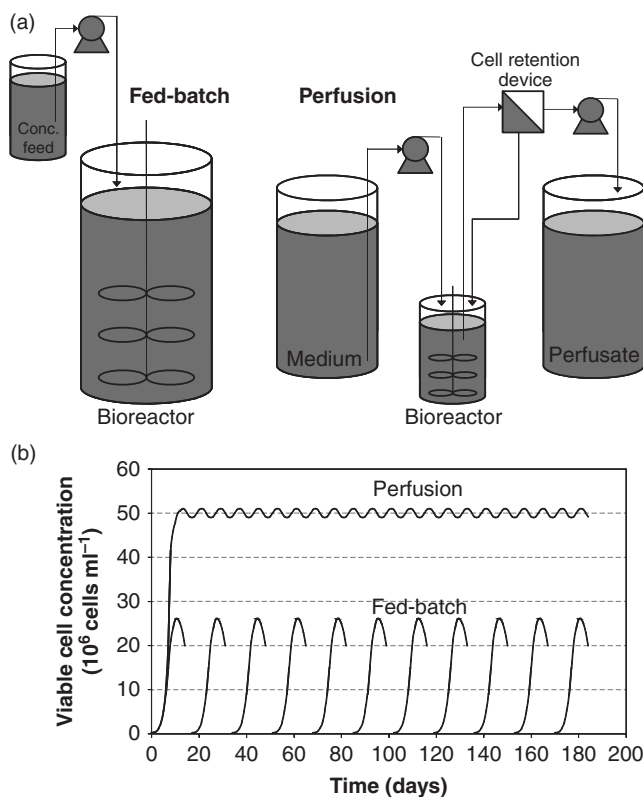 (a)
Cell retention
device
Fed-batch
Perfusion
Conc.
feed
Medium
Perfusate
Bioreactor
Bioreactor
(b)
60
50
40
30
20
10
0
Viable cell concentration
(10⁶ cells ml⁻¹)
Perfusion
Fed-batch
0 20 40 60 80 100 120 140 160 180 200
Time (days)